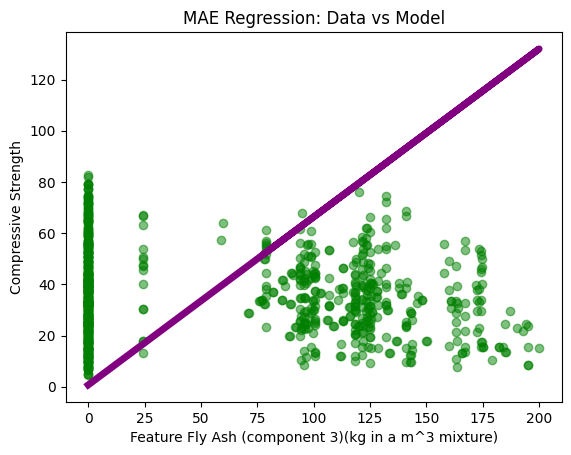 MAE Regression: Data vs Model
Compressive Strength
120
100
80
60
40
20
0
0 25 50 75 100 125 150 175 200
Feature Fly Ash (component 3)(kg in a m^3 mixture)